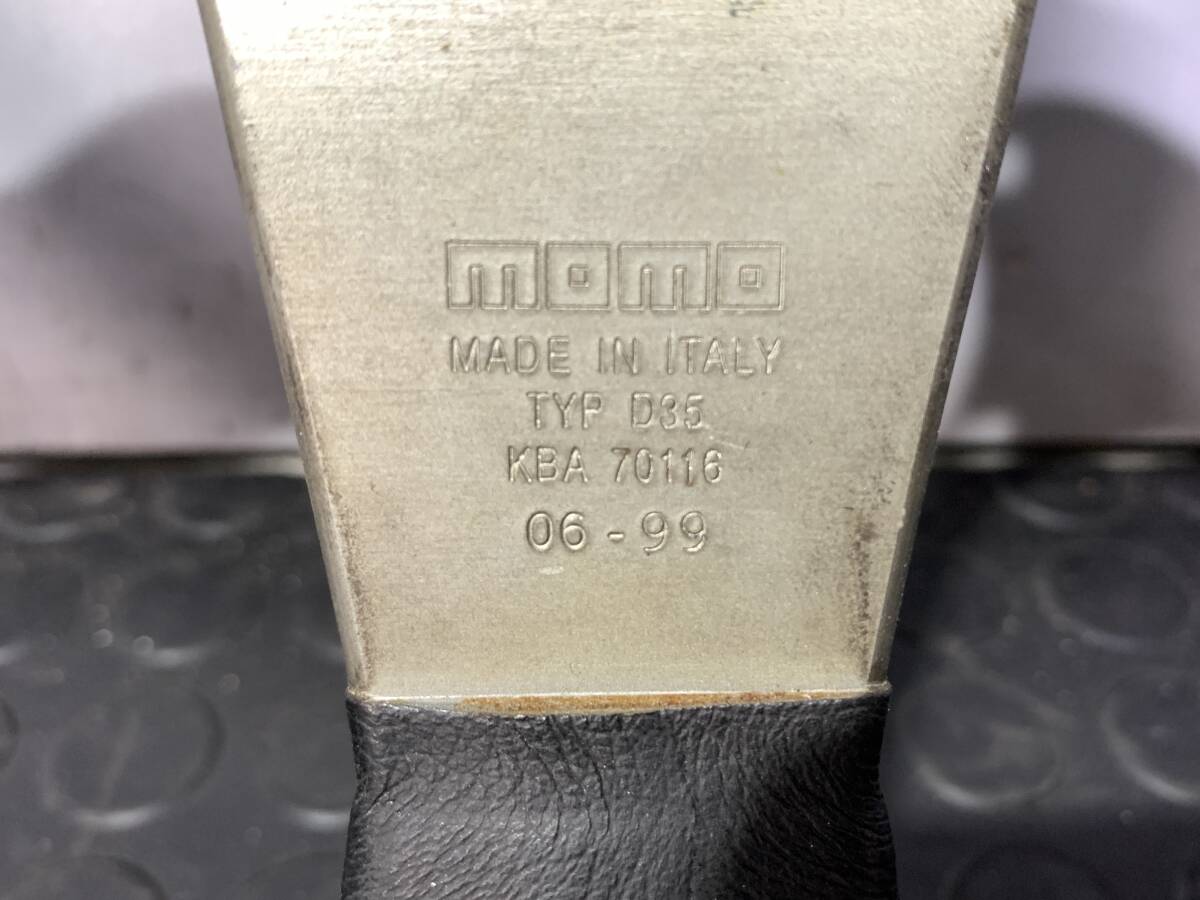 momo
MADE IN ITALY
TYP D35
KBA 70116
06-99